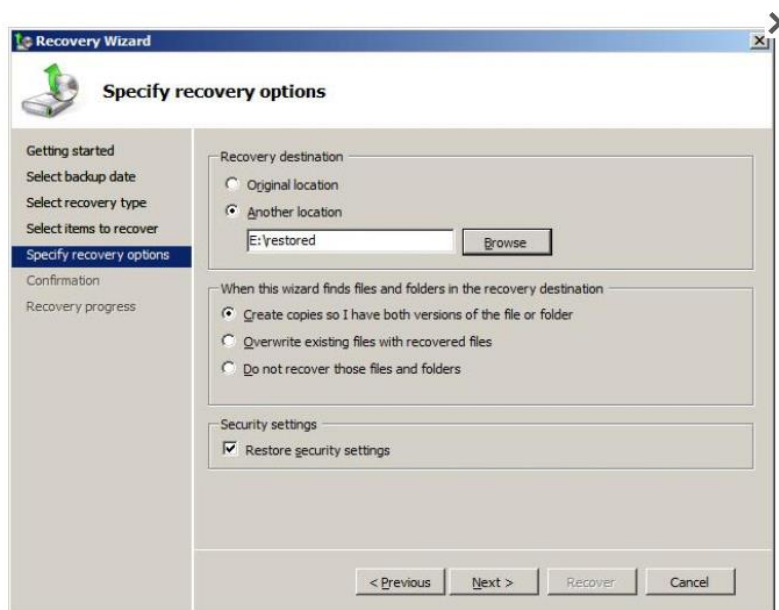 Recovery Wizard
Specify recovery options
Getting started
Select backup date
Select recovery type
Select items to recover
Specify recovery options
Confirmation
Recovery progress
Recovery destination
Original location
Another location
E:\restored
Browse
When this wizard finds files and folders in the recovery destination
Create copies so I have both versions of the file or folder
Overwrite existing files with recovered files
Do not recover those files and folders
Security settings
Restore security settings
< Previous
Next >
Recover
Cancel